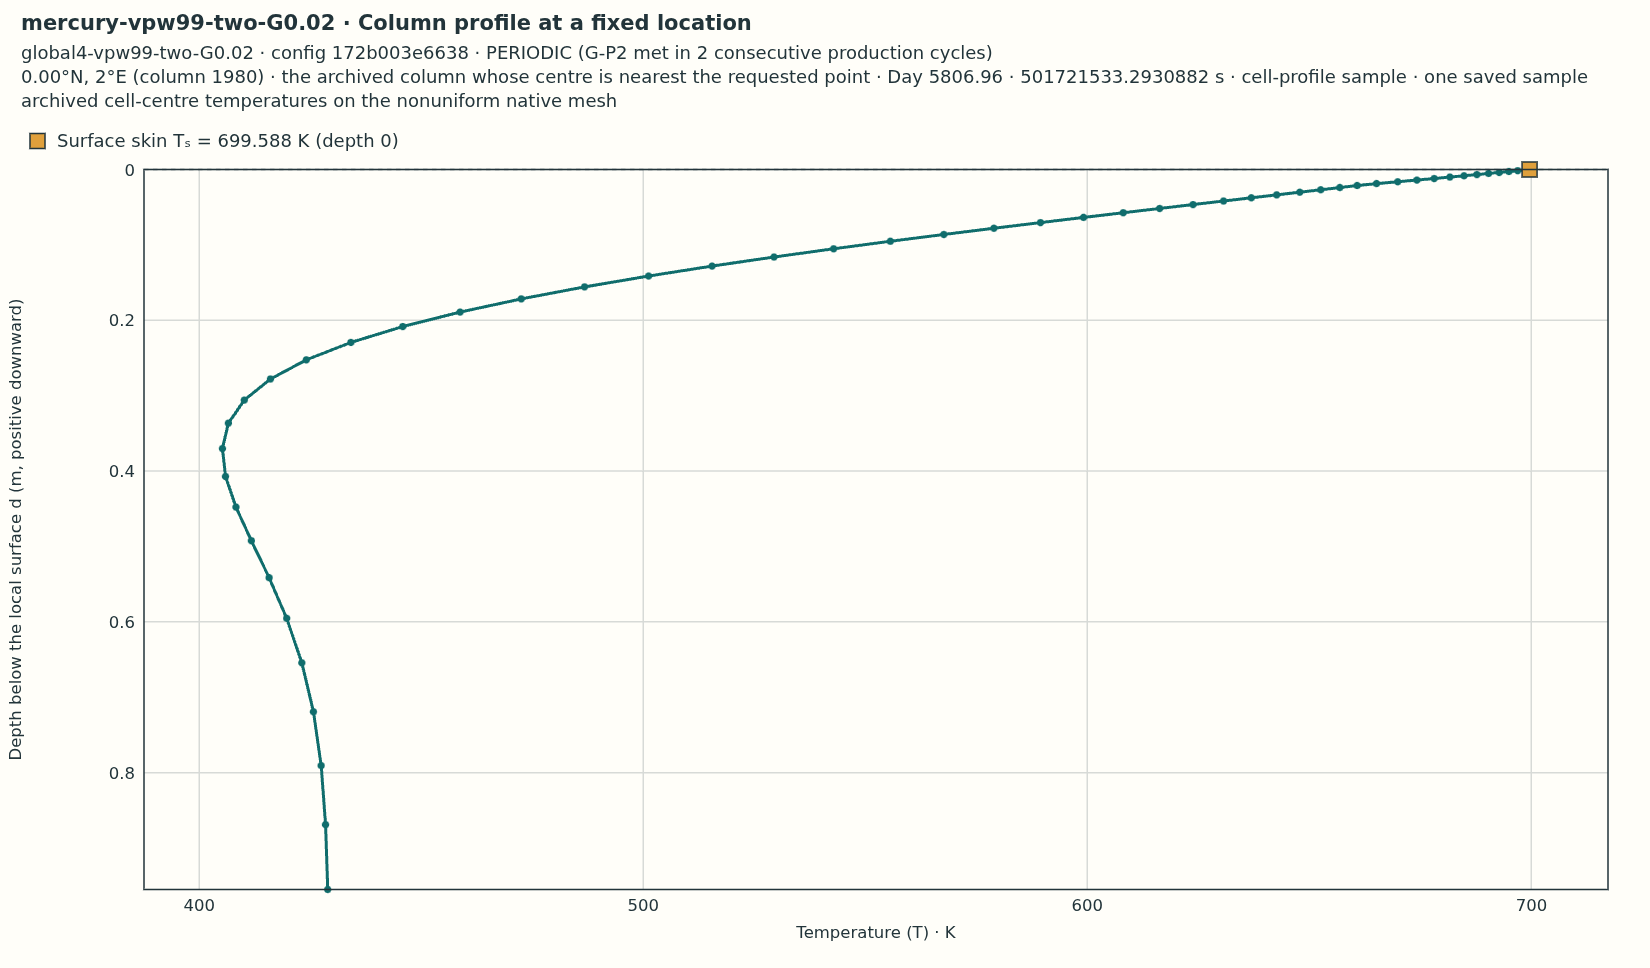 mercury-vpw99-two-G0.02 · Column profile at a fixed location
global4-vpw99-two-G0.02 · config 172b003e6638 · PERIODIC (G-P2 met in 2 consecutive production cycles)
0.00°N, 2°E (column 1980) · the archived column whose centre is nearest the requested point · Day 5806.96 · 501721533.2930882 s · cell-profile sample · one saved sample
archived cell-centre temperatures on the nonuniform native mesh
Surface skin Tₛ = 699.588 K (depth 0)
0
0.2
0.4
0.6
0.8
Depth below the local surface d (m, positive downward)
400
500
600
700
Temperature (T) · K